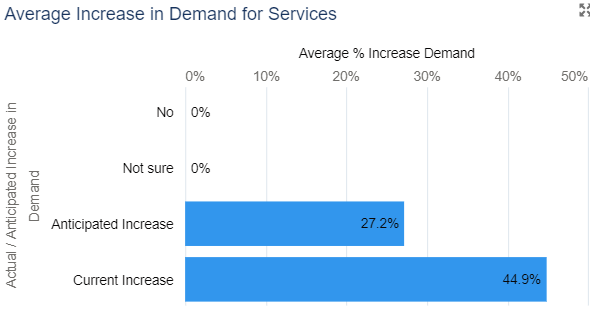 Average Increase in Demand for Services
Average % Increase Demand
0% 10% 20% 30% 40% 50%
Actual / Anticipated Increase in
Demand
No 0%
Not sure 0%
Anticipated Increase 27.2%
Current Increase 44.9%